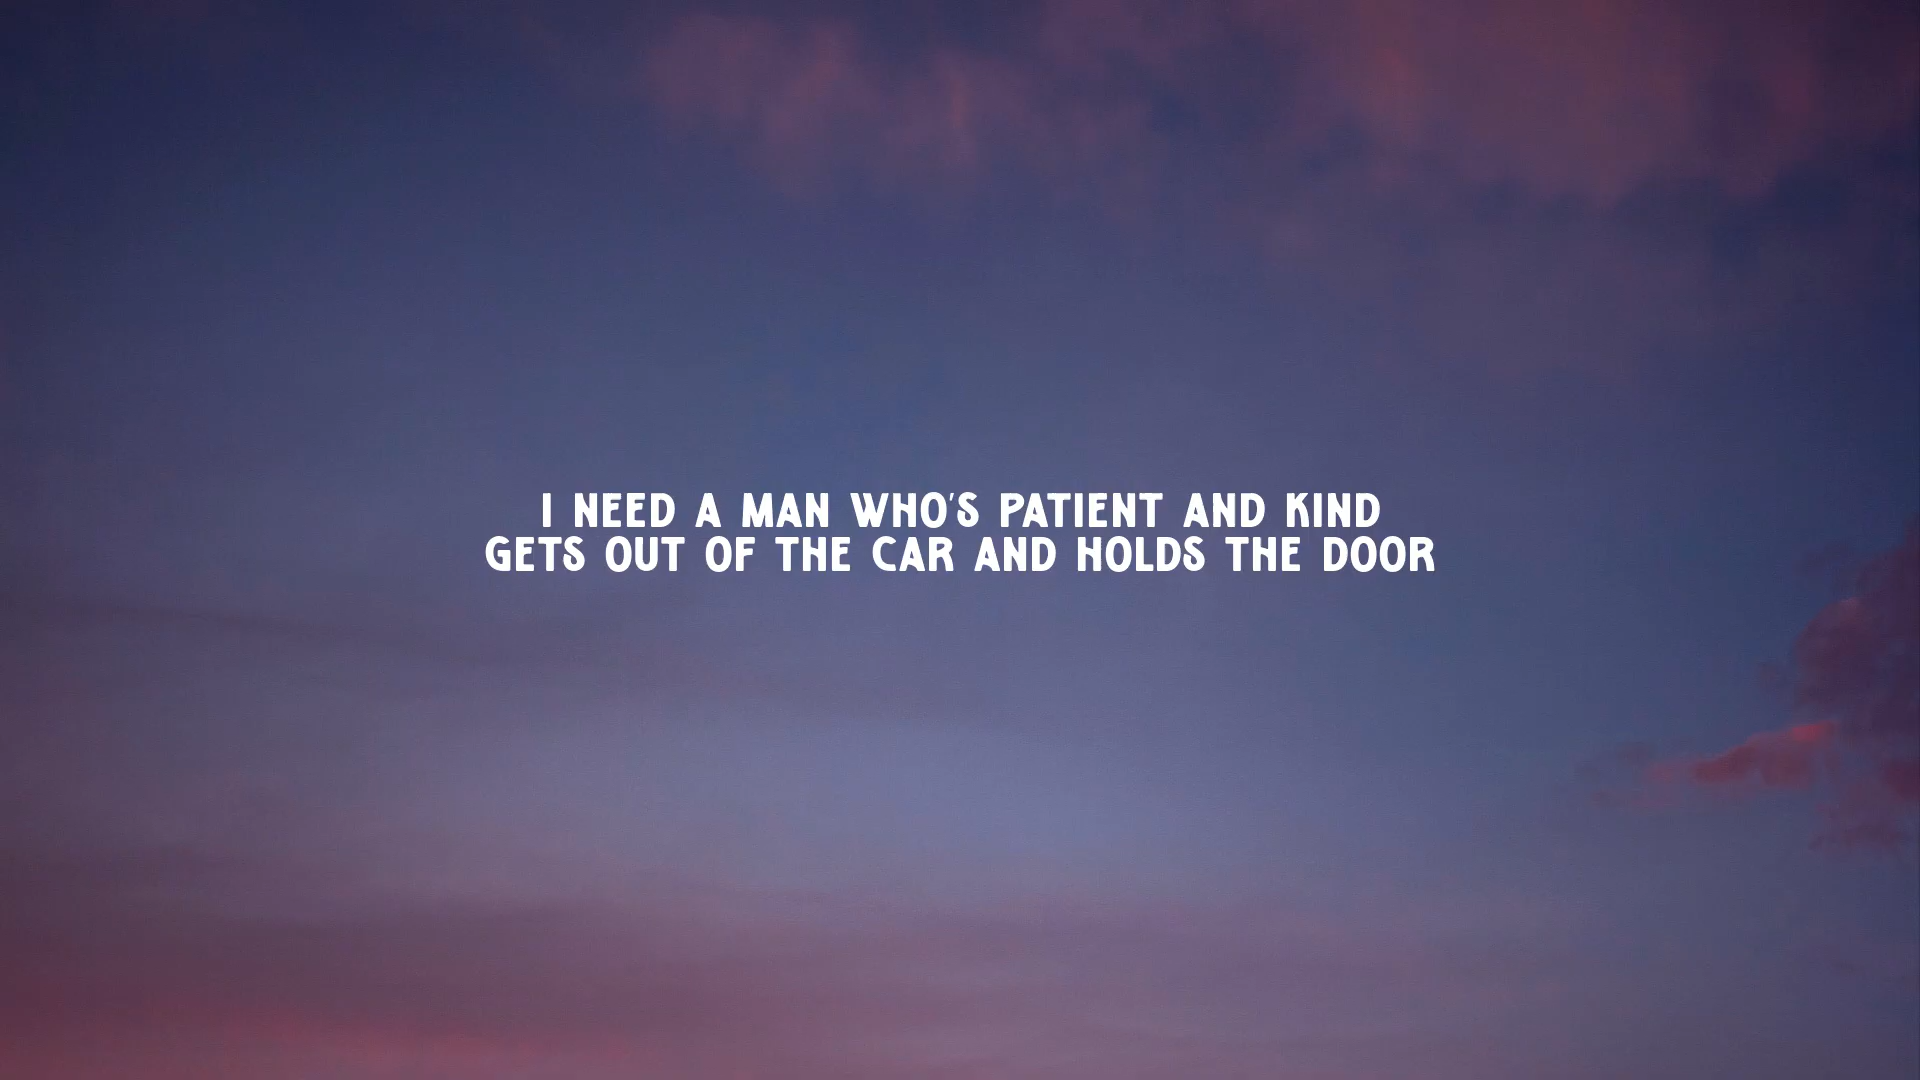 I NEED A MAN WHO'S PATIENT AND KIND
GETS OUT OF THE CAR AND HOLDS THE DOOR